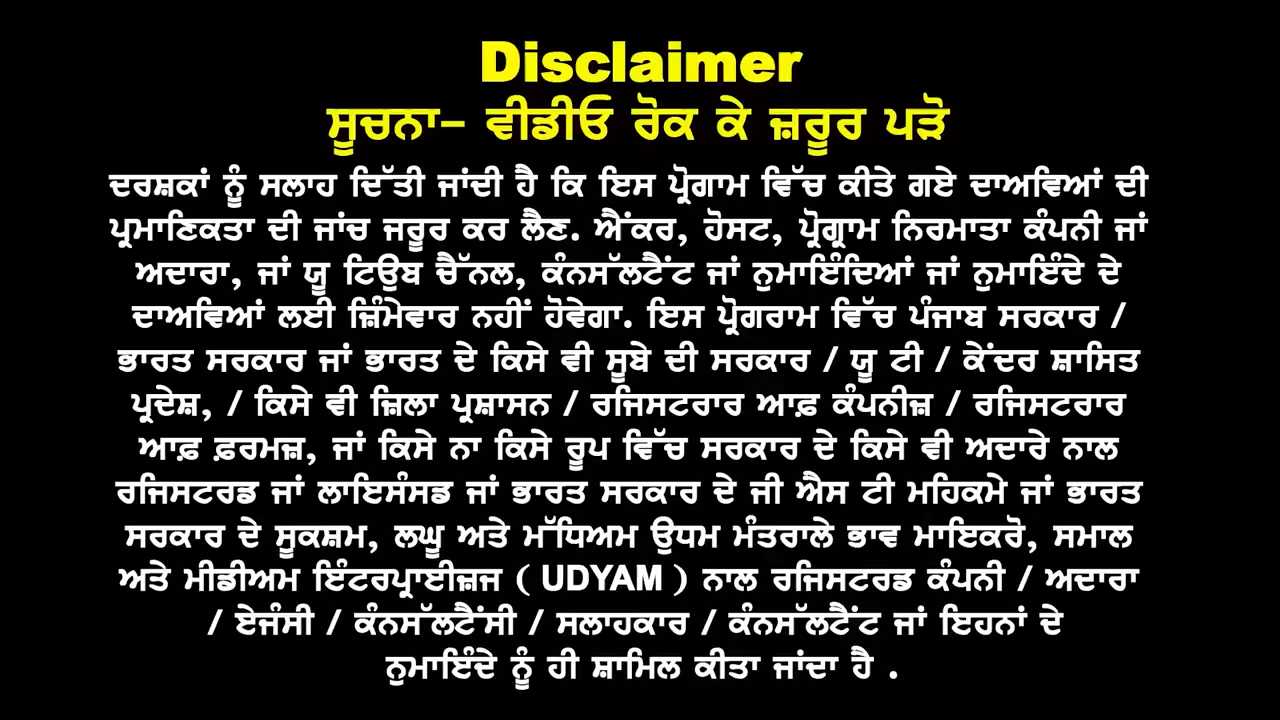 Disclaimer
ਸੂਚਨਾ- ਵੀਡੀਓ ਰੋਕ ਕੇ ਜ਼ਰੂਰ ਪੜੋ
ਦਰਸ਼ਕਾਂ ਨੂੰ ਸਲਾਹ ਦਿੱਤੀ ਜਾਂਦੀ ਹੈ ਕਿ ਇਸ ਪ੍ਰੋਗਾਮ ਵਿੱਚ ਕੀਤੇ ਗਏ ਦਾਅਵਿਆਂ ਦੀ
ਪ੍ਰਮਾਣਿਕਤਾ ਦੀ ਜਾਂਚ ਜਰੂਰ ਕਰ ਲੈਣ. ਐਂਕਰ, ਹੋਸਟ, ਪ੍ਰੋਗ੍ਰਾਮ ਨਿਰਮਾਤਾ ਕੰਪਨੀ ਜਾਂ
ਅਦਾਰਾ, ਜਾਂ ਯੂ ਟਿਊਬ ਚੈੱਨਲ, ਕੰਨਸੱਲਟੈਂਟ ਜਾਂ ਨੁਮਾਇੰਦਿਆਂ ਜਾਂ ਨੁਮਾਇੰਦੇ ਦੇ
ਦਾਅਵਿਆਂ ਲਈ ਜ਼ਿੰਮੇਵਾਰ ਨਹੀਂ ਹੋਵੇਗਾ. ਇਸ ਪ੍ਰੋਗਰਾਮ ਵਿੱਚ ਪੰਜਾਬ ਸਰਕਾਰ /
ਭਾਰਤ ਸਰਕਾਰ ਜਾਂ ਭਾਰਤ ਦੇ ਕਿਸੇ ਵੀ ਸੂਬੇ ਦੀ ਸਰਕਾਰ / ਯੂ ਟੀ / ਕੇਂਦਰ ਸ਼ਾਸਿਤ
ਪ੍ਰਦੇਸ਼, / ਕਿਸੇ ਵੀ ਜ਼ਿਲਾ ਪ੍ਰਸ਼ਾਸਨ / ਰਜਿਸਟਰਾਰ ਆਫ਼ ਕੰਪਨੀਜ਼ / ਰਜਿਸਟਰਾਰ
ਆਫ਼ ਫ਼ਰਮਜ਼, ਜਾਂ ਕਿਸੇ ਨਾ ਕਿਸੇ ਰੂਪ ਵਿੱਚ ਸਰਕਾਰ ਦੇ ਕਿਸੇ ਵੀ ਅਦਾਰੇ ਨਾਲ
ਰਜਿਸਟਰਡ ਜਾਂ ਲਾਇਸੰਸਡ ਜਾਂ ਭਾਰਤ ਸਰਕਾਰ ਦੇ ਜੀ ਐਸ ਟੀ ਮਹਿਕਮੇ ਜਾਂ ਭਾਰਤ
ਸਰਕਾਰ ਦੇ ਸੂਕਸ਼ਮ, ਲਘੂ ਅਤੇ ਮੱਧਿਅਮ ਉਧਮ ਮੰਤਰਾਲੇ ਭਾਵ ਮਾਇਕਰੋ, ਸਮਾਲ
ਅਤੇ ਮੀਡੀਅਮ ਇੰਟਰਪ੍ਰਾਈਜ਼ਜ ( UDYAM ) ਨਾਲ ਰਜਿਸਟਰਡ ਕੰਪਨੀ / ਅਦਾਰਾ
/ ਏਜੰਸੀ / ਕੰਨਸੱਲਟੈਂਸੀ / ਸਲਾਹਕਾਰ / ਕੰਨਸੱਲਟੈਂਟ ਜਾਂ ਇਹਨਾਂ ਦੇ
ਨੁਮਾਇੰਦੇ ਨੂੰ ਹੀ ਸ਼ਾਮਿਲ ਕੀਤਾ ਜਾਂਦਾ ਹੈ .